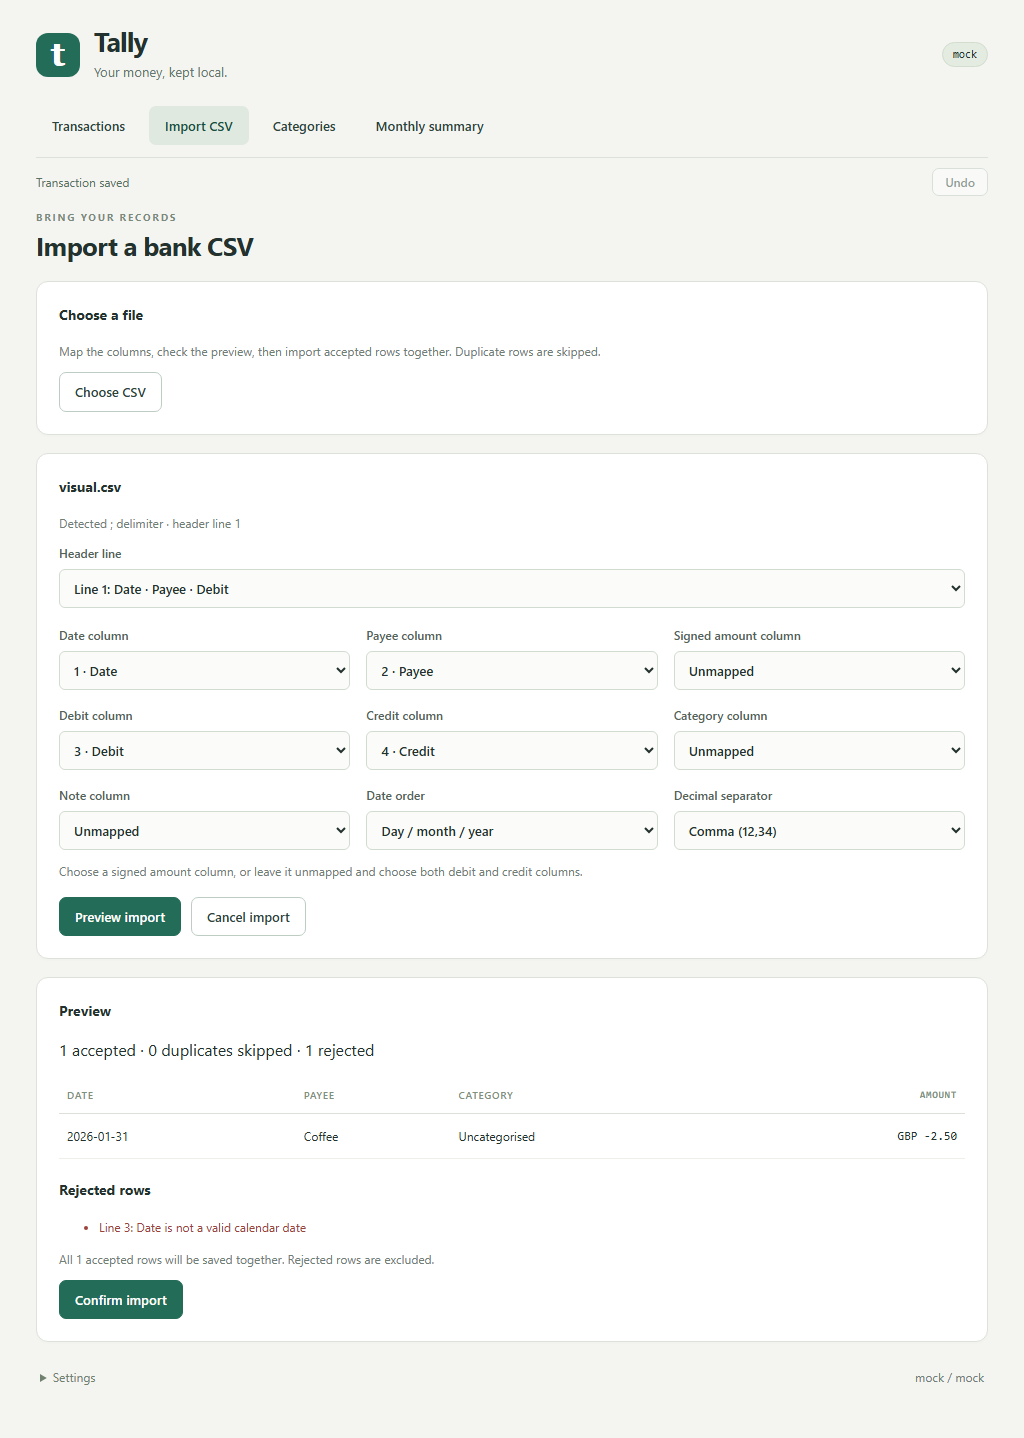 t
Tally
Your money, kept local.
mock
Transactions
Import CSV
Categories
Monthly summary
Transaction saved
Undo
BRING YOUR RECORDS
Import a bank CSV
Choose a file
Map the columns, check the preview, then import accepted rows together. Duplicate rows are skipped.
Choose CSV
visual.csv
Detected ; delimiter · header line 1
Header line
Line 1: Date · Payee · Debit
Date column
Payee column
Signed amount column
1 · Date
2 · Payee
Unmapped
Debit column
Credit column
Category column
3 · Debit
4 · Credit
Unmapped
Note column
Date order
Decimal separator
Unmapped
Day / month / year
Comma (12,34)
Choose a signed amount column, or leave it unmapped and choose both debit and credit columns.
Preview import
Cancel import
Preview
1 accepted · 0 duplicates skipped · 1 rejected
DATE PAYEE CATEGORY AMOUNT
2026-01-31 Coffee Uncategorised GBP -2.50
Rejected rows
• Line 3: Date is not a valid calendar date
All 1 accepted rows will be saved together. Rejected rows are excluded.
Confirm import
Settings
mock / mock